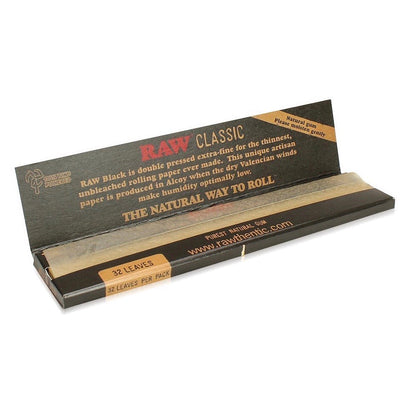 RAW CLASSIC
Natural gum
Please moisten gently
RAW Black is double pressed extra-fine for the thinnest,
unbleached rolling paper ever made. This unique artisan
paper is produced in Alcoy when the dry Valencian winds
make humidity optimally low.
THE NATURAL WAY TO ROLL
PUREST NATURAL GUM
www.rawthentic.com
32 LEAVES
32 LEAVES PER PACK